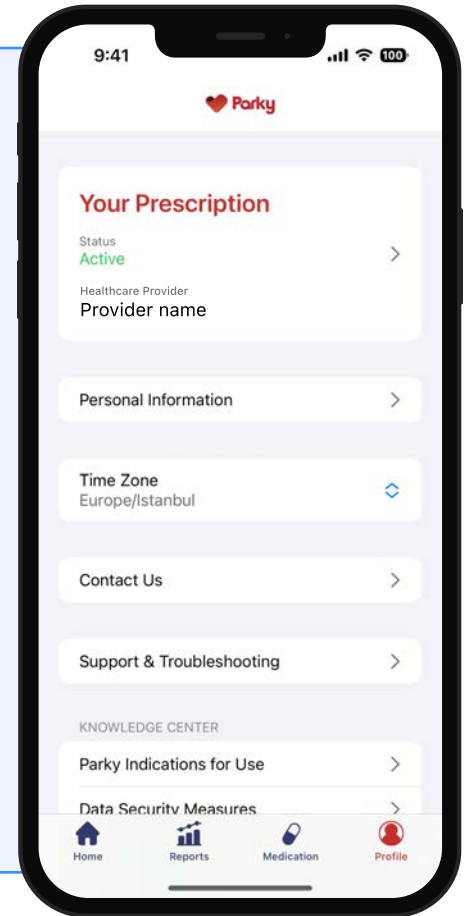 9:41
100
Parky
Your Prescription
Status
Active
Healthcare Provider
Provider name
Personal Information
Time Zone
Europe/Istanbul
Contact Us
Support & Troubleshooting
KNOWLEDGE CENTER
Parky Indications for Use
Data Security Measures
Home Reports Medication Profile